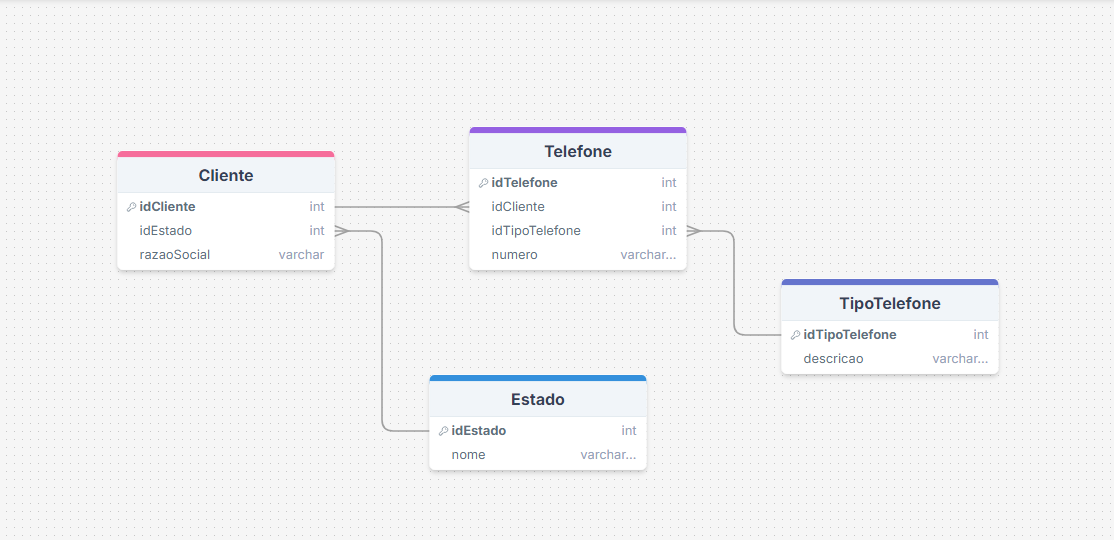 Cliente
idCliente int
idEstado int
razaoSocial varchar
Telefone
idTelefone int
idCliente int
idTipoTelefone int
numero varchar...
TipoTelefone
idTipoTelefone int
descricao varchar...
Estado
idEstado int
nome varchar...